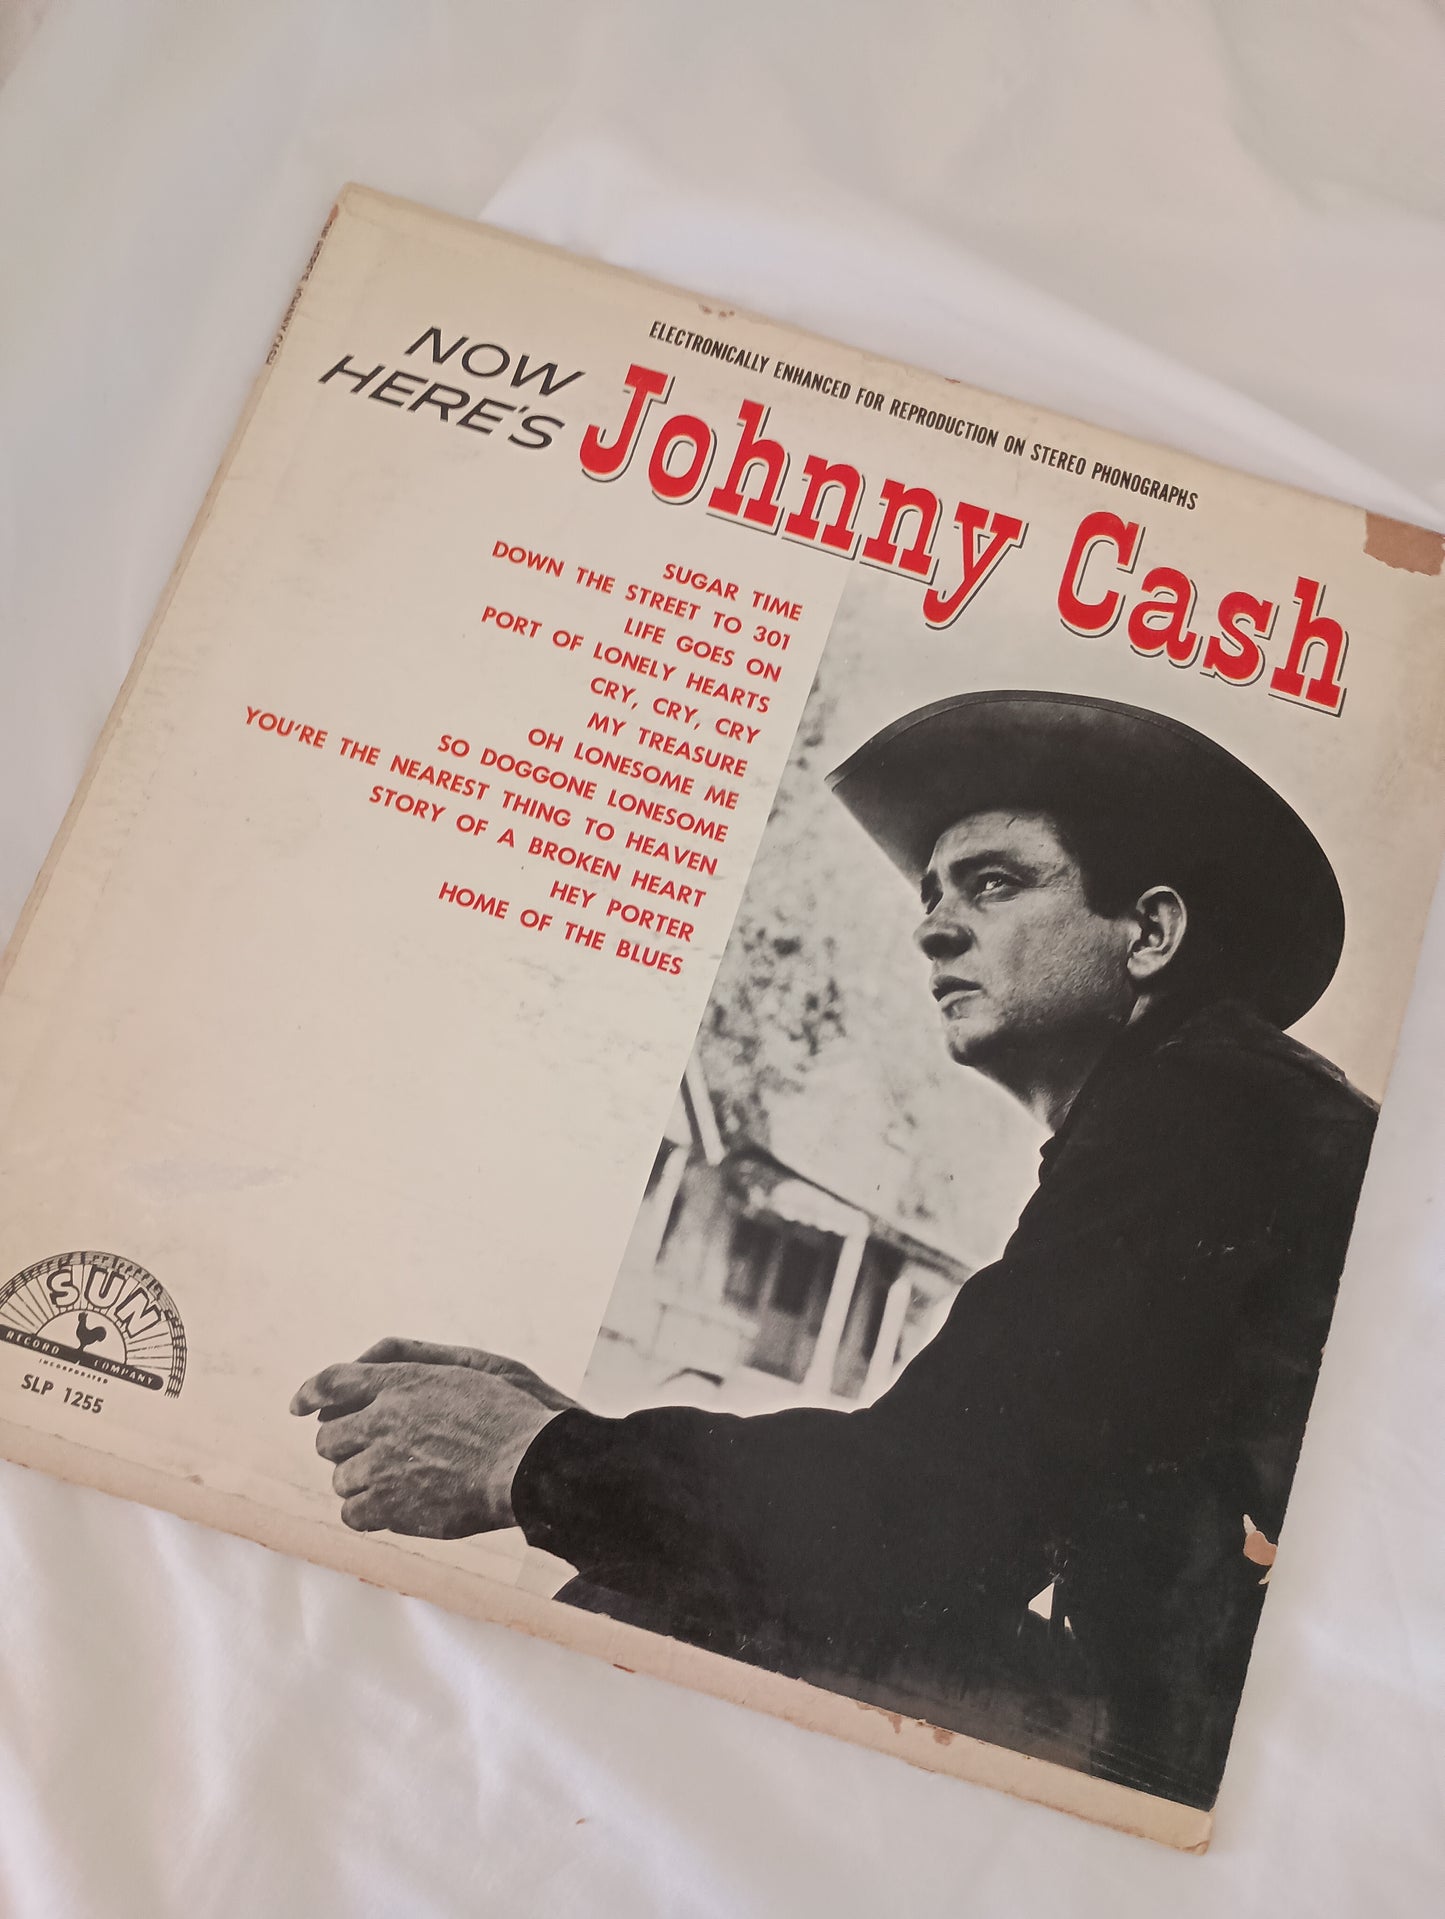 ELECTRONICALLY ENHANCED FOR REPRODUCTION ON STEREO PHONOGRAPHS
NOW
HERE'S
Johnny Cash
SUGAR TIME
DOWN THE STREET TO 301
LIFE GOES ON
PORT OF LONELY HEARTS
CRY, CRY, CRY
MY TREASURE
OH LONESOME ME
SO DOGGONE LONESOME
YOU'RE THE NEAREST THING TO HEAVEN
STORY OF A BROKEN HEART
HEY PORTER
HOME OF THE BLUES
SUN
RECORD COMPANY
INCORPORATED
SLP 1255
JOHNNY CASH